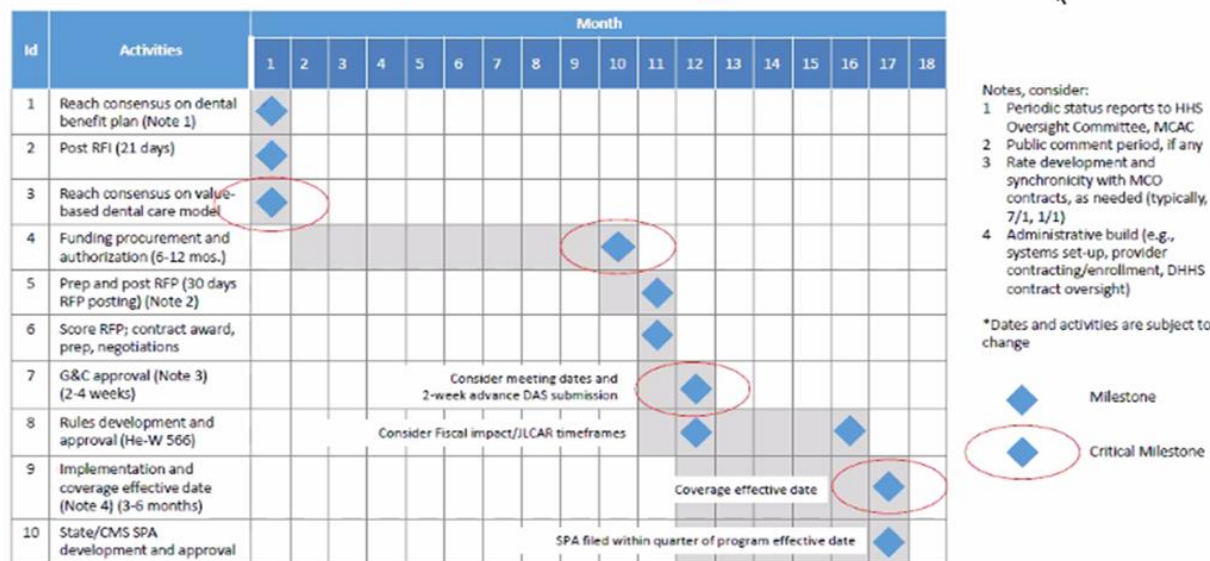 Month
Id Activities 1 2 3 4 5 6 7 8 9 10 11 12 13 14 15 16 17 18
1 Reach consensus on dental
benefit plan (Note 1)
2 Post RFI (21 days)
3 Reach consensus on value-
based dental care model
4 Funding procurement and
authorization (6-12 mos.)
5 Prep and post RFP (30 days
RFP posting) (Note 2)
6 Score RFP; contract award,
prep, negotiations
7 G&C approval (Note 3)
(2-4 weeks)
Consider meeting dates and
2-week advance DAS submission
8 Rules development and
approval (He-W 566)
Consider Fiscal impact/JLCAR timeframes
9 Implementation and
coverage effective date
(Note 4) (3-6 months)
Coverage effective date
10 State/CMS SPA
development and approval
SPA filed within quarter of program effective date
Notes, consider:
1 Periodic status reports to HHS
Oversight Committee, MCAC
2 Public comment period, if any
3 Rate development and
synchronicity with MCO
contracts, as needed (typically,
7/1, 1/1)
4 Administrative build (e.g.,
systems set-up, provider
contracting/enrollment, DHHS
contract oversight)
*Dates and activities are subject to
change
Milestone
Critical Milestone